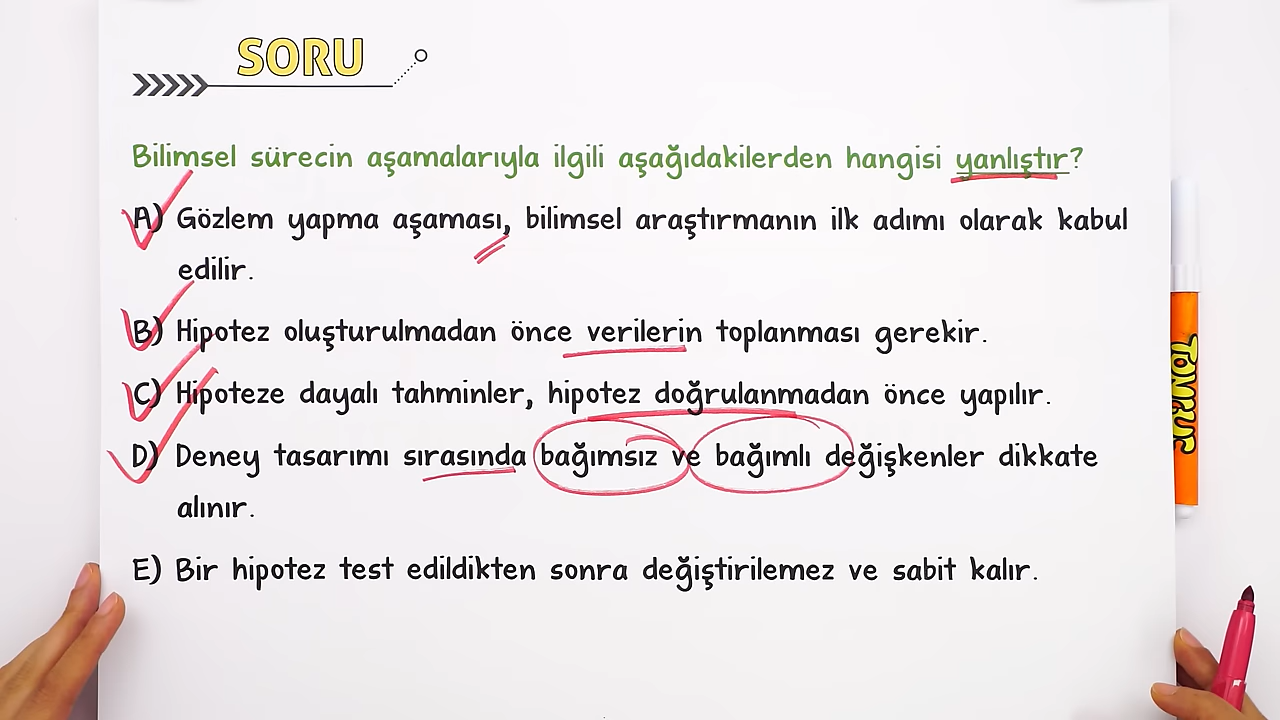 SORU
Bilimsel sürecin aşamalarıyla ilgili aşağıdakilerden hangisi yanlıştır?
A) Gözlem yapma aşaması, bilimsel araştırmanın ilk adımı olarak kabul
edilir.
B) Hipotez oluşturulmadan önce verilerin toplanması gerekir.
C) Hipoteze dayalı tahminler, hipotez doğrulanmadan önce yapılır.
D) Deney tasarımı sırasında bağımsız ve bağımlı değişkenler dikkate
alınır.
E) Bir hipotez test edildikten sonra değiştirilemez ve sabit kalır.